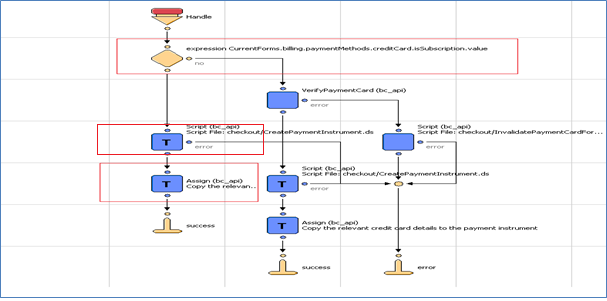 Handle
expression CurrentForms.billing.paymentMethods.creditCard.isSubscription.value
no
VerifyPaymentCard (bc_api)
error
Script (bc_api)
Script File: checkout/CreatePaymentInstrument.ds
error
Script (bc_api)
Script File: checkout/InvalidatePaymentCardFor...
error
T
Assign (bc_api)
Copy the relevan...
T
Script (bc_api)
Script File: checkout/CreatePaymentInstrument.ds
error
T
success
Assign (bc_api)
Copy the relevant credit card details to the payment instrument
T
success
error